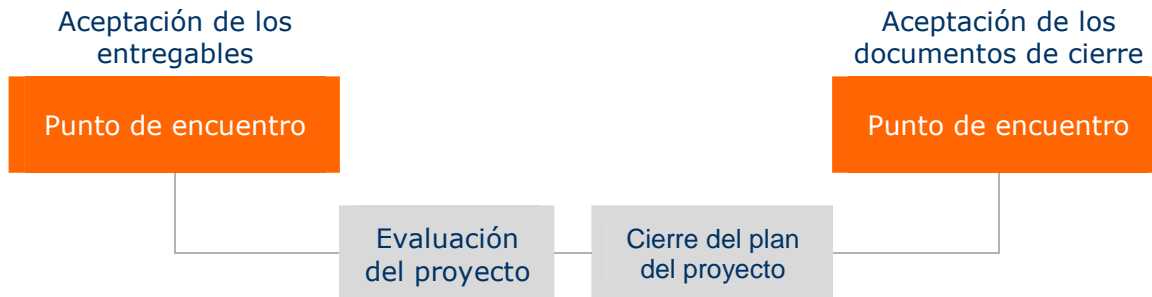 Aceptación de los
entregables
Punto de encuentro
Aceptación de los
documentos de cierre
Punto de encuentro
Evaluación
del proyecto
Cierre del plan
del proyecto